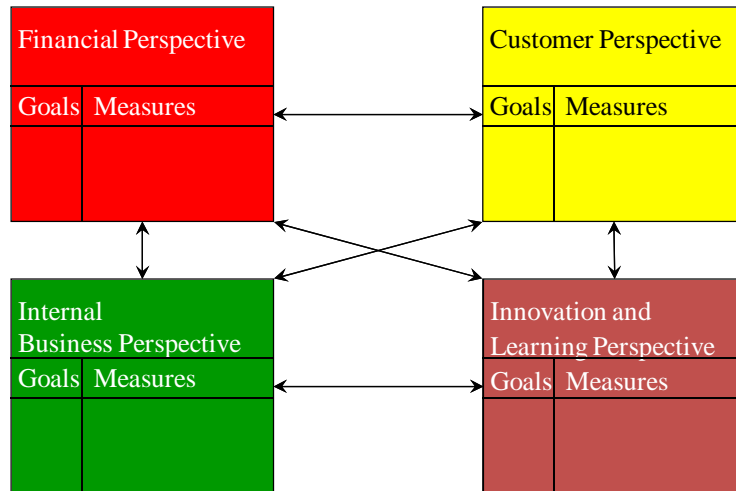 Financial Perspective
Goals Measures
Customer Perspective
Goals Measures
Internal
Business Perspective
Goals Measures
Innovation and
Learning Perspective
Goals Measures